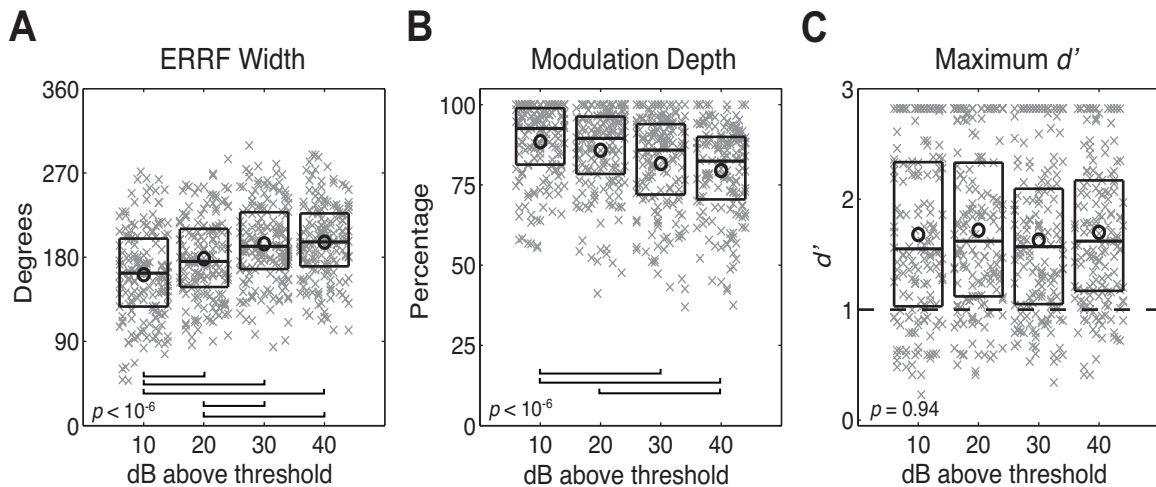 A
B
C
ERRF Width
Modulation Depth
Maximum d'
Degrees
360
270
180
90
0
p < 10⁻⁶
10 20 30 40
dB above threshold
Percentage
100
75
50
25
0
p < 10⁻⁶
10 20 30 40
dB above threshold
d'
3
2
1
0
p = 0.94
10 20 30 40
dB above threshold